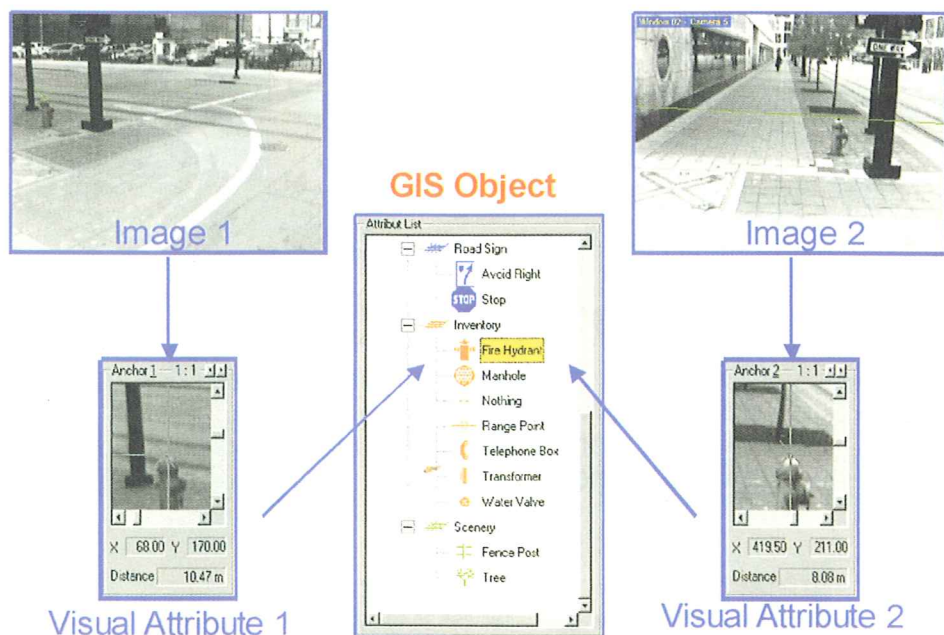 Window 02 - Camera 5
ONE WAY
Image 1
Image 2
GIS Object
Attribut List
Road Sign
Avoid Right
STOP Stop
Inventory
Fire Hydrant
Manhole
Nothing
Range Point
Telephone Box
Transformer
Water Valve
Scenery
Fence Post
Tree
Anchor 1 1 : 1
X 68.00 Y 170.00
Distance 10.47 m
Visual Attribute 1
Anchor 2 1 : 1
X 419.50 Y 211.00
Distance 8.08 m
Visual Attribute 2